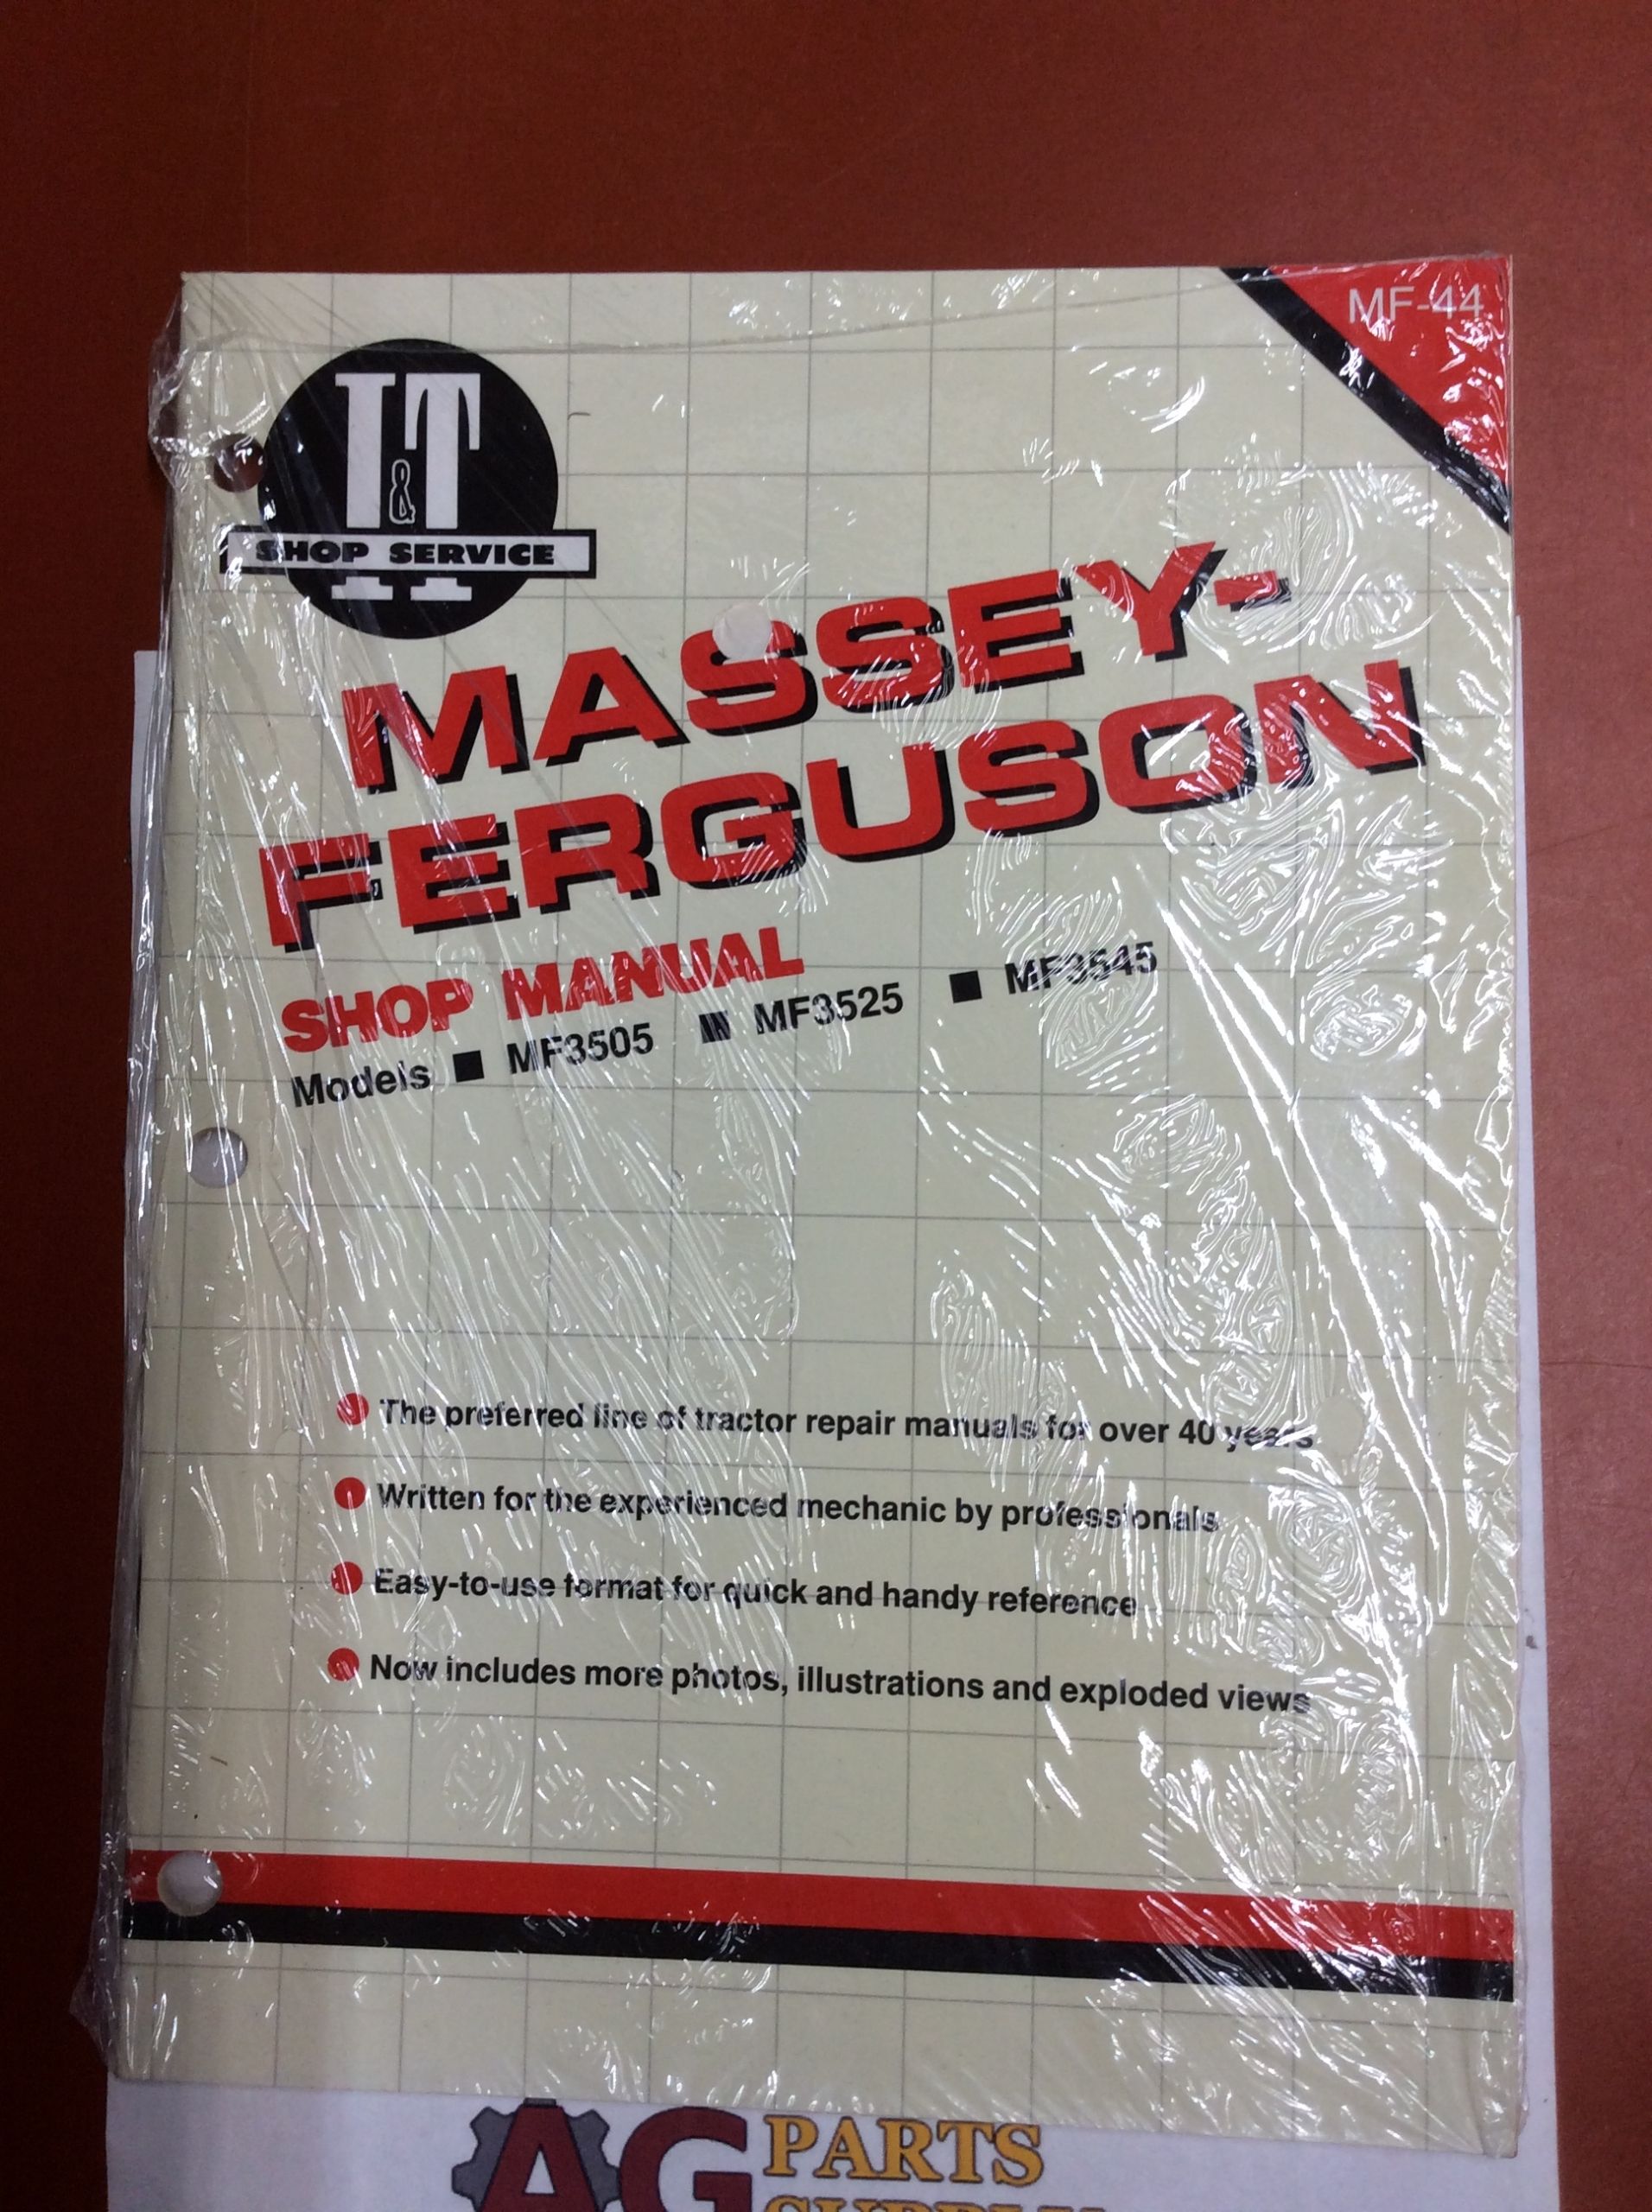 MF-44
I&T
SHOP SERVICE
MASSEY-
FERGUSON
SHOP MANUAL
Models ■ MF3505 ■ MF3525 ■ MF3545
● The preferred line of tractor repair manuals for over 40 years
● Written for the experienced mechanic by professionals
● Easy-to-use format for quick and handy reference
● Now includes more photos, illustrations and exploded views
AG PARTS